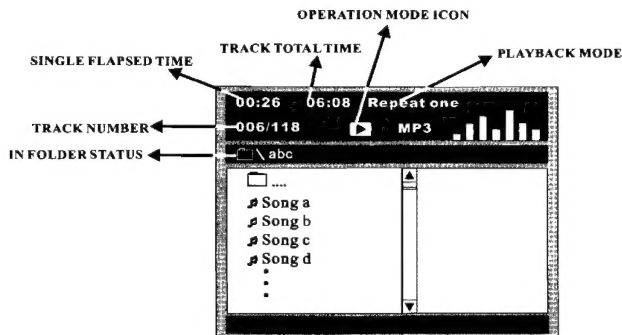 OPERATION MODE ICON
TRACK TOTAL TIME
SINGLE FLAPSED TIME
PLAYBACK MODE
00:26 06:08 Repeat one
TRACK NUMBER
006/118 MP3
IN FOLDER STATUS
\ abc
....
Song a
Song b
Song c
Song d